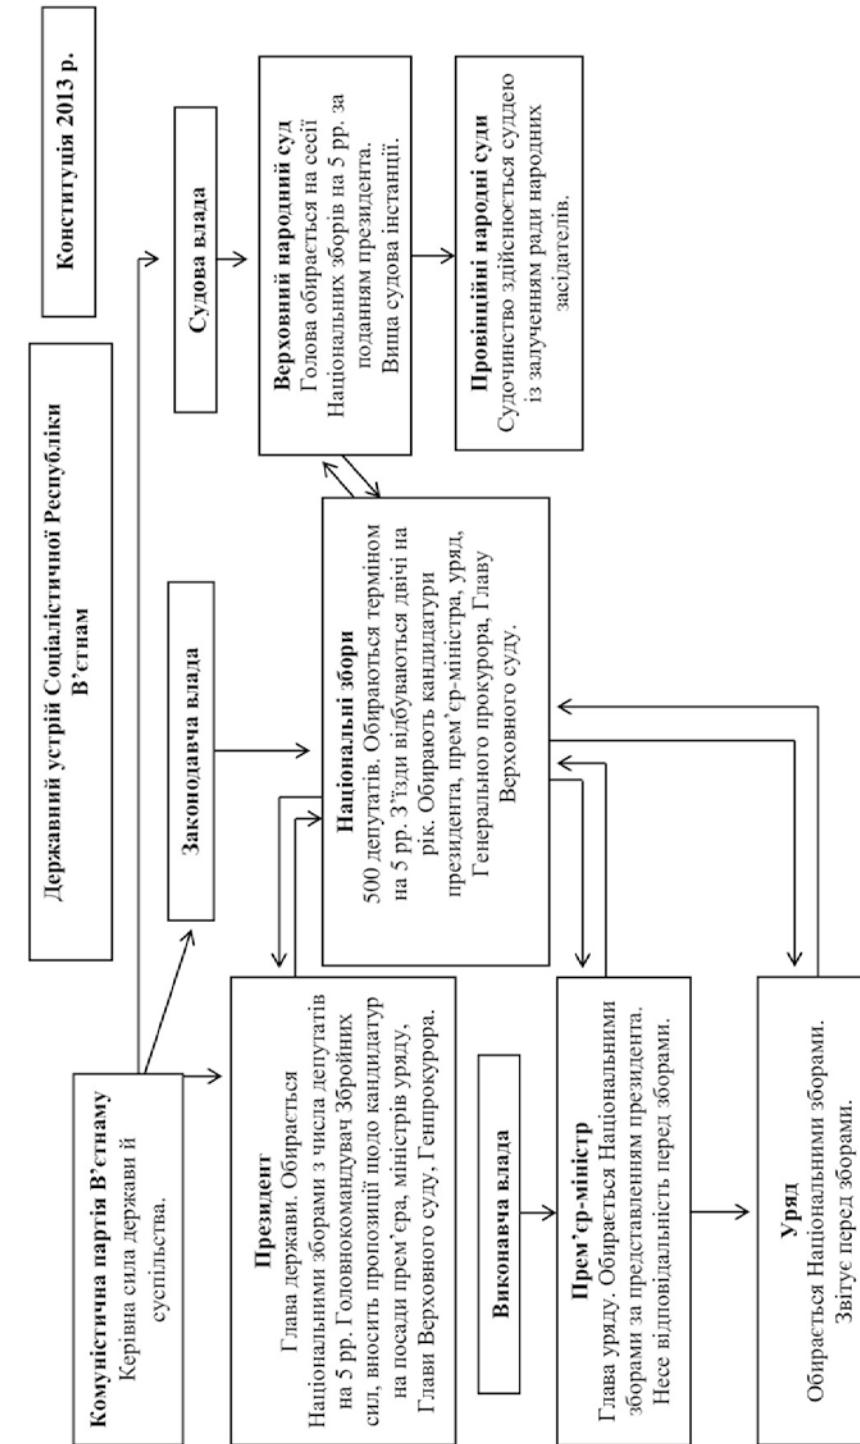 Державний устрій Соціалістичної Республіки
В’єтнам
Конституція 2013 р.
Комуністична партія В’єтнаму
Керівна сила держави й
суспільства.
Законодавча влада
Судова влада
Президент
Глава держави. Обирається
Національними зборами з числа депутатів
на 5 рр. Головнокомандувач Збройних
сил, вносить пропозиції щодо кандидатур
на посади прем’єра, міністрів уряду,
Глави Верховного суду, Генпрокурора.
Національні збори
500 депутатів. Обираються терміном
на 5 рр. З’їзди відбуваються двічі на
рік. Обирають кандидатури
президента, прем’єр-міністра, уряд,
Генерального прокурора, Главу
Верховного суду.
Верховний народний суд
Голова обирається на сесії
Національних зборів на 5 рр. за
поданням президента.
Вища судова інстанції.
Провінційні народні суди
Судочинство здійснюється суддею
із залученням ради народних
засідателів.
Виконавча влада
Прем’єр-міністр
Глава уряду. Обирається Національними
зборами за представленням президента.
Несе відповідальність перед зборами.
Уряд
Обирається Національними зборами.
Звітує перед зборами.